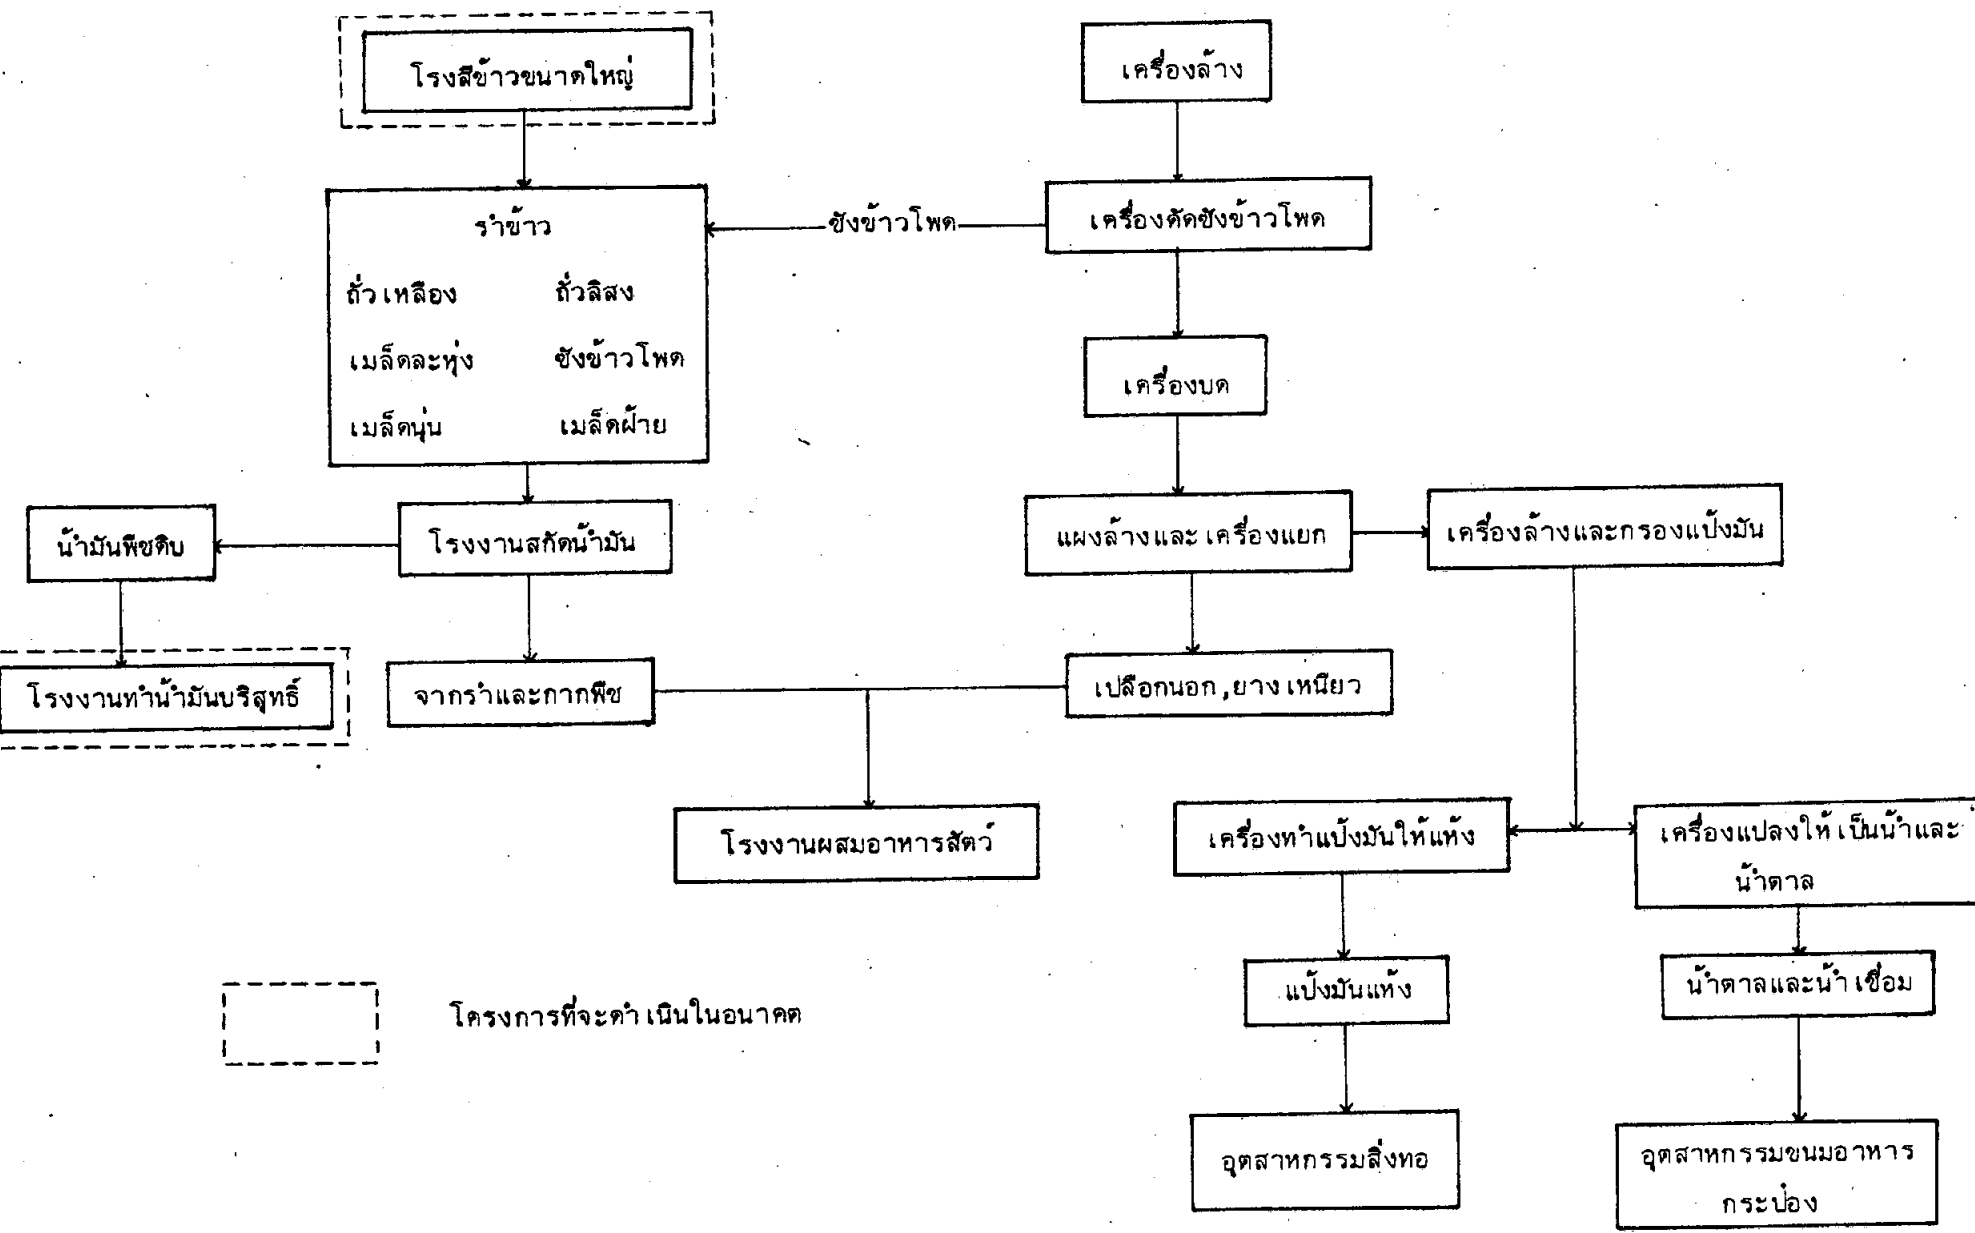 โรงสีข้าวขนาดใหญ่
เครื่องล้าง
รำข้าว
ซังข้าวโพด
เครื่องตัดซังข้าวโพด
ถั่วเหลือง ถั่วลิสง
เมล็ดละหุ่ง ซังข้าวโพด
เมล็ดนุ่น เมล็ดฝ้าย
เครื่องบด
น้ำมันพืชดิบ
โรงงานสกัดน้ำมัน
แผงล้างและเครื่องแยก
เครื่องล้างและกรองแป้งมัน
โรงงานทำน้ำมันบริสุทธิ์
จากรำและกากพืช
เปลือกนอก,ยางเหนียว
โรงงานผสมอาหารสัตว์
เครื่องทำแป้งมันให้แห้ง
เครื่องแปลงให้เป็นน้ำและ
น้ำตาล
แป้งมันแห้ง
น้ำตาลและน้ำเชื่อม
โครงการที่จะดำเนินในอนาคต
อุตสาหกรรมสิ่งทอ
อุตสาหกรรมขนมอาหาร
กระป๋อง